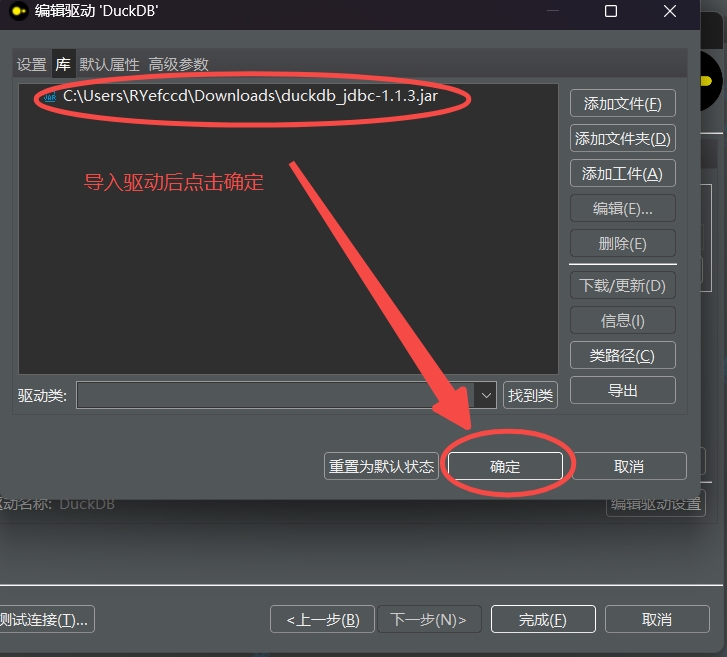 编辑驱动 'DuckDB'
设置 库 默认属性 高级参数
C:\Users\RYefccd\Downloads\duckdb_jdbc-1.1.3.jar
添加文件(F)
添加文件夹(D)
添加工件(A)
导入驱动后点击确定
编辑(E)...
删除(E)
下载/更新(D)
信息(I)
类路径(C)
导出
驱动类:
找到类
重置为默认状态 确定 取消
动名称: DuckDB
编辑驱动设置
测试连接(T)... <上一步(B) 下一步(N)> 完成(F) 取消